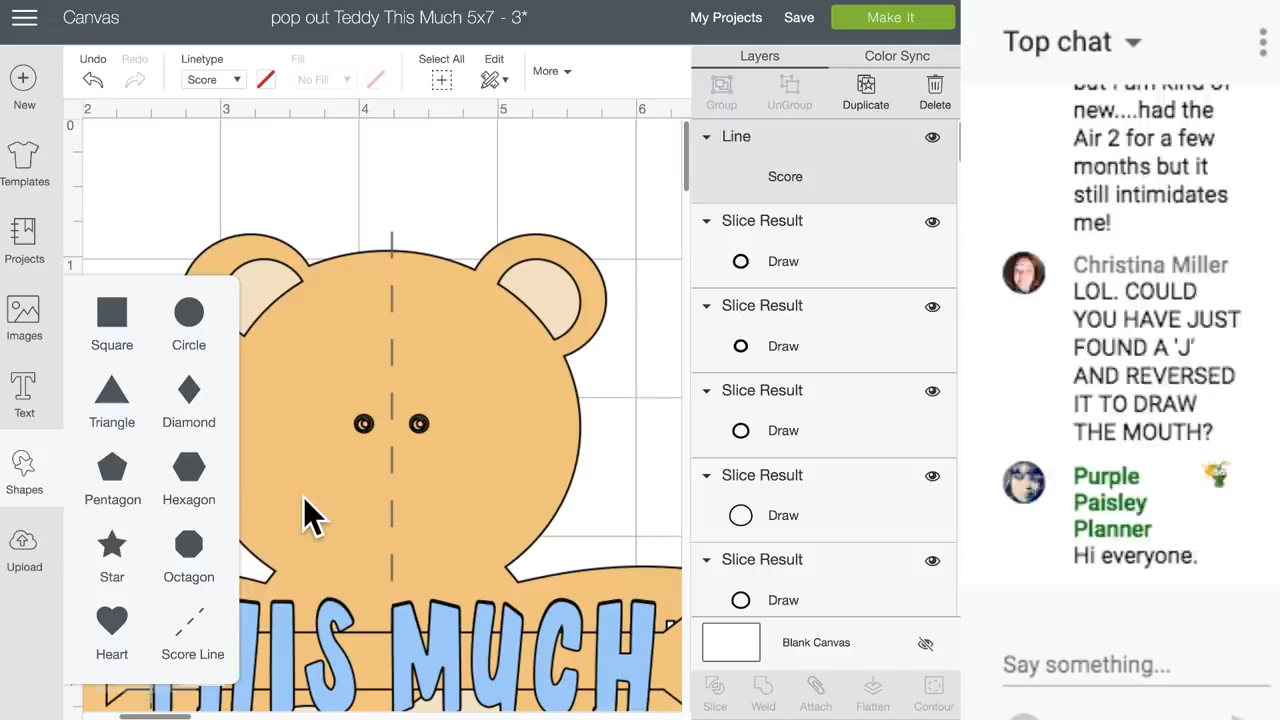 Canvas
pop out Teddy This Much 5x7 - 3*
My Projects
Save
Make It
Undo
Redo
Linetype
Score
Fill
No Fill
Select All
Edit
More
New
Templates
Projects
Images
Text
Shapes
Upload
2 3 4 5 6
0
1
Square
Circle
Triangle
Diamond
Pentagon
Hexagon
Star
Octagon
Heart
Score Line
THIS MUCH
Layers
Color Sync
Group
UnGroup
Duplicate
Delete
Line
Score
Slice Result
Draw
Slice Result
Draw
Slice Result
Draw
Slice Result
Draw
Slice Result
Draw
Blank Canvas
Slice
Weld
Attach
Flatten
Contour
Top chat
but I am kind of
new....had the
Air 2 for a few
months but it
still intimidates
me!
Christina Miller
LOL. COULD
YOU HAVE JUST
FOUND A 'J'
AND REVERSED
IT TO DRAW
THE MOUTH?
Purple
Paisley
Planner
Hi everyone.
Say something...